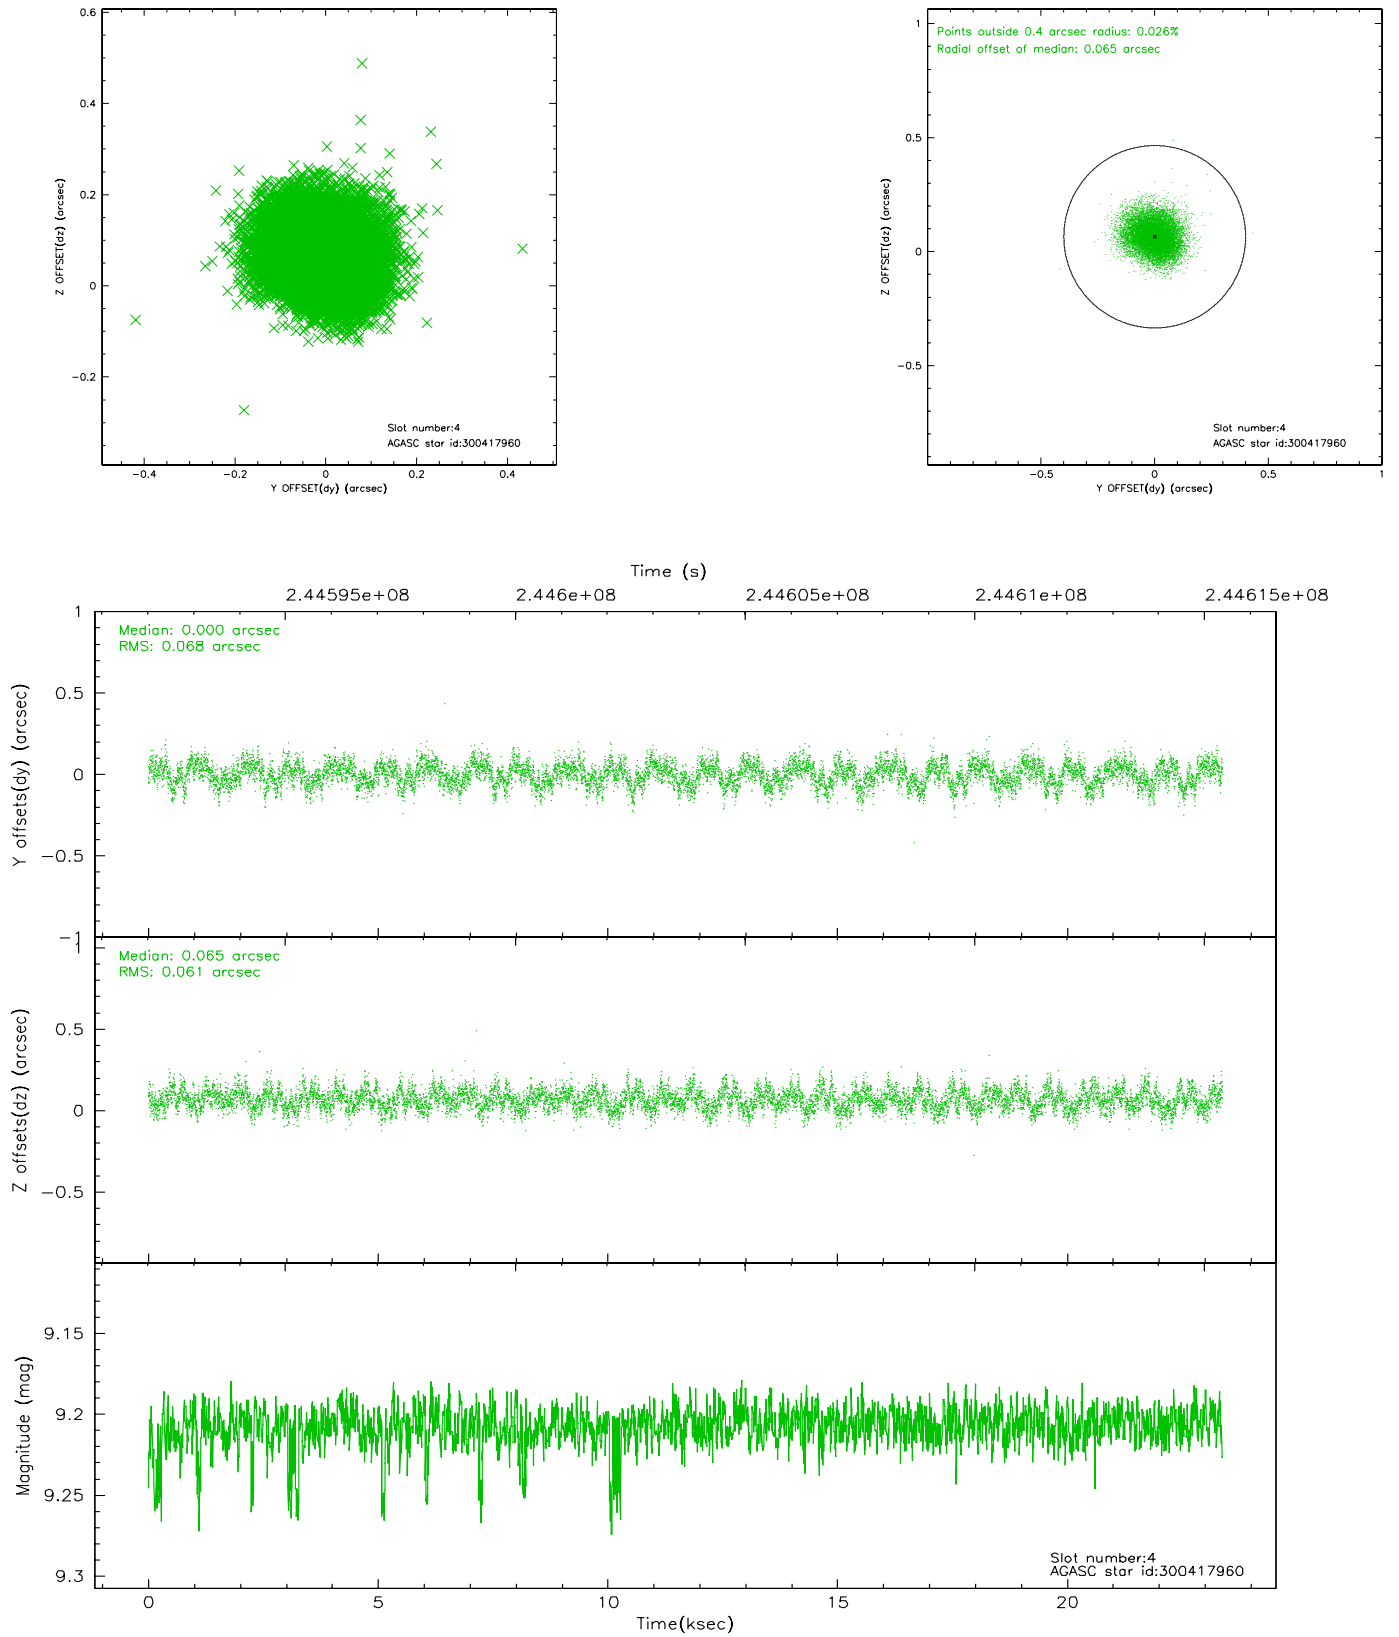 0.6
0.4
0.2
0
-0.2
-0.4
-0.2
0
0.2
0.4
Z OFFSET(dz) (arcsec)
Y OFFSET(dy) (arcsec)
Slot number:4
AGASC star id:300417960
Points outside 0.4 arcsec radius: 0.026%
Radial offset of median: 0.065 arcsec
1
0.5
0
-0.5
-0.5
0
0.5
1
Z OFFSET(dz) (arcsec)
Y OFFSET(dy) (arcsec)
Slot number:4
AGASC star id:300417960
Time (s)
2.44595e+08
2.446e+08
2.44605e+08
2.4461e+08
2.44615e+08
Median: 0.000 arcsec
RMS: 0.068 arcsec
1
0.5
0
-0.5
-1
Y offsets(dy) (arcsec)
Median: 0.065 arcsec
RMS: 0.061 arcsec
1
0.5
0
-0.5
Z offsets(dz) (arcsec)
9.15
9.2
9.25
9.3
Magnitude (mag)
Slot number:4
AGASC star id:300417960
0
5
10
15
20
Time(ksec)